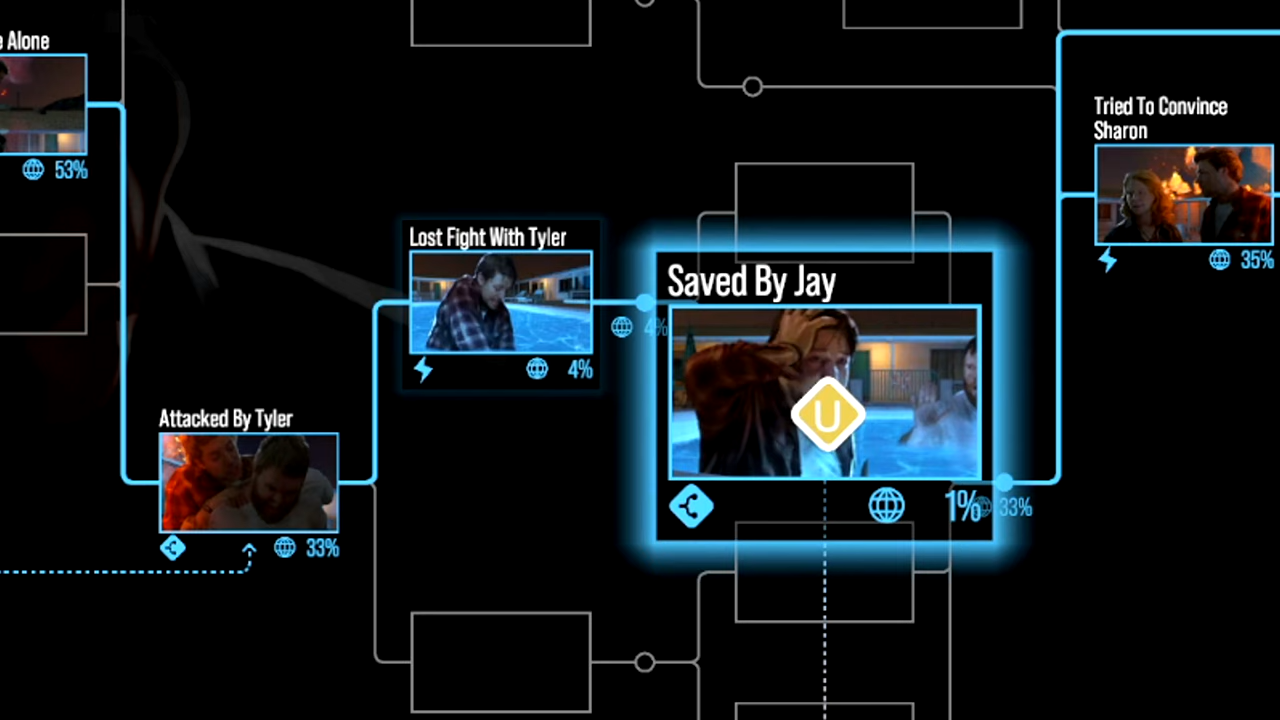 e Alone
53%
Tried To Convince
Sharon
35%
Lost Fight With Tyler
4%
4%
Saved By Jay
U
1%
33%
Attacked By Tyler
33%